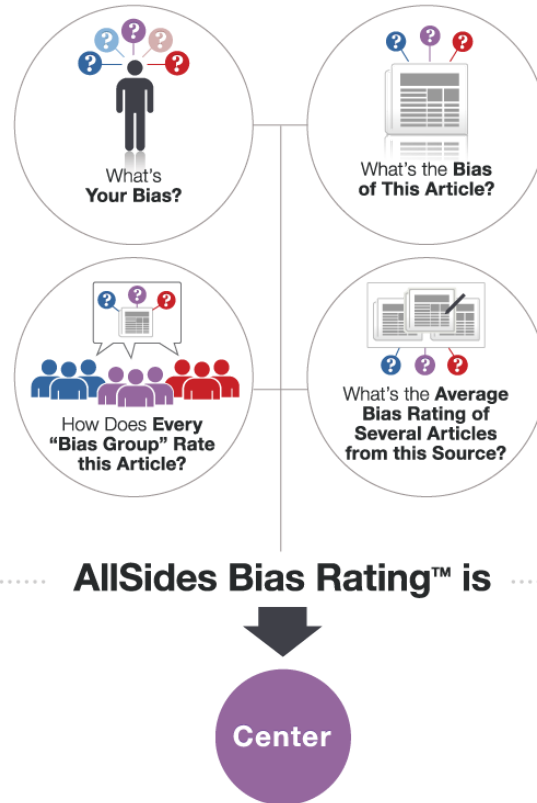 ? ? ? ? ?
What's
Your Bias?
? ? ?
What's the Bias
of This Article?
? ? ?
How Does Every
“Bias Group” Rate
this Article?
? ? ?
What's the Average
Bias Rating of
Several Articles
from this Source?
AllSides Bias Rating™ is
Center